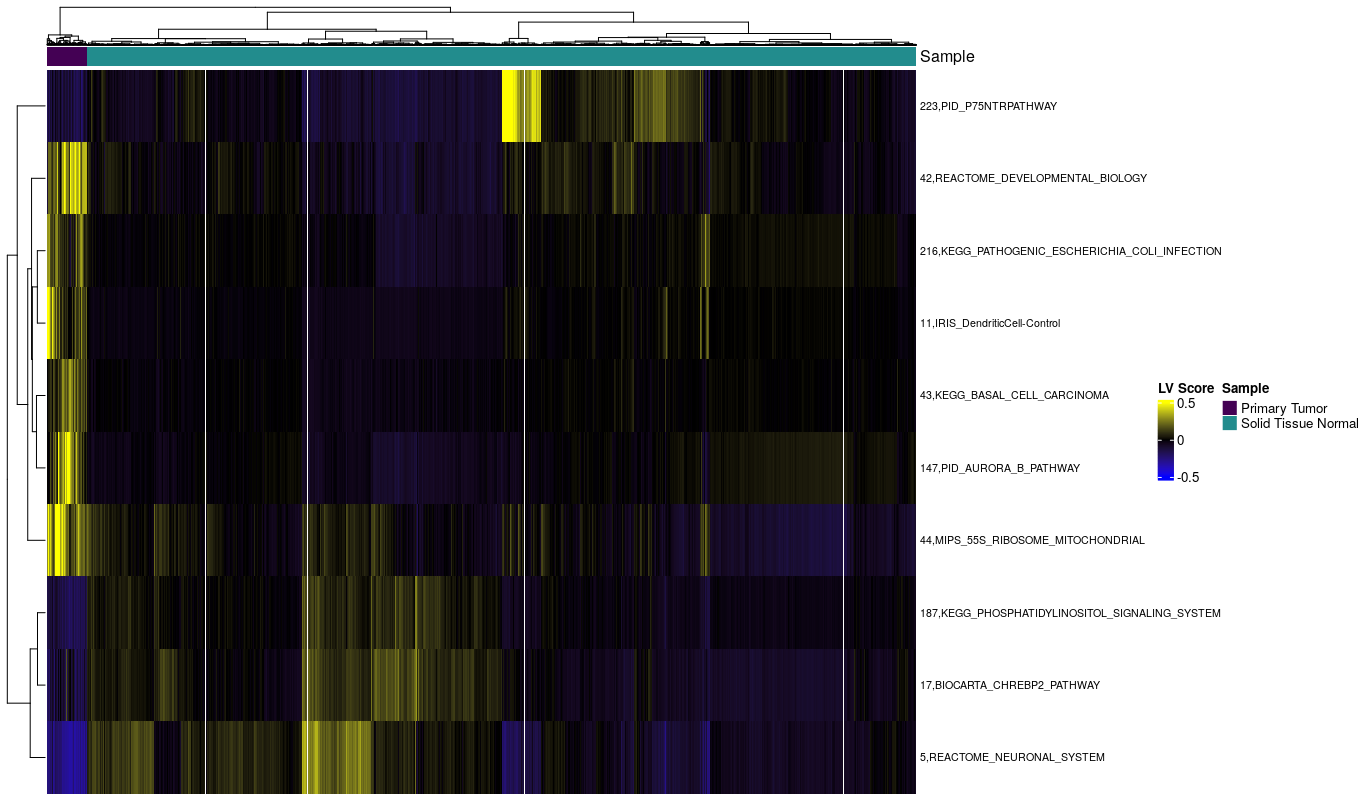 Sample
223,PID_P75NTRPATHWAY
42,REACTOME_DEVELOPMENTAL_BIOLOGY
216,KEGG_PATHOGENIC_ESCHERICHIA_COLI_INFECTION
11,IRIS_DendriticCell-Control
43,KEGG_BASAL_CELL_CARCINOMA
147,PID_AURORA_B_PATHWAY
44,MIPS_55S_RIBOSOME_MITOCHONDRIAL
187,KEGG_PHOSPHATIDYLINOSITOL_SIGNALING_SYSTEM
17,BIOCARTA_CHREBP2_PATHWAY
5,REACTOME_NEURONAL_SYSTEM
LV Score
0.5
0
-0.5
Sample
Primary Tumor
Solid Tissue Normal